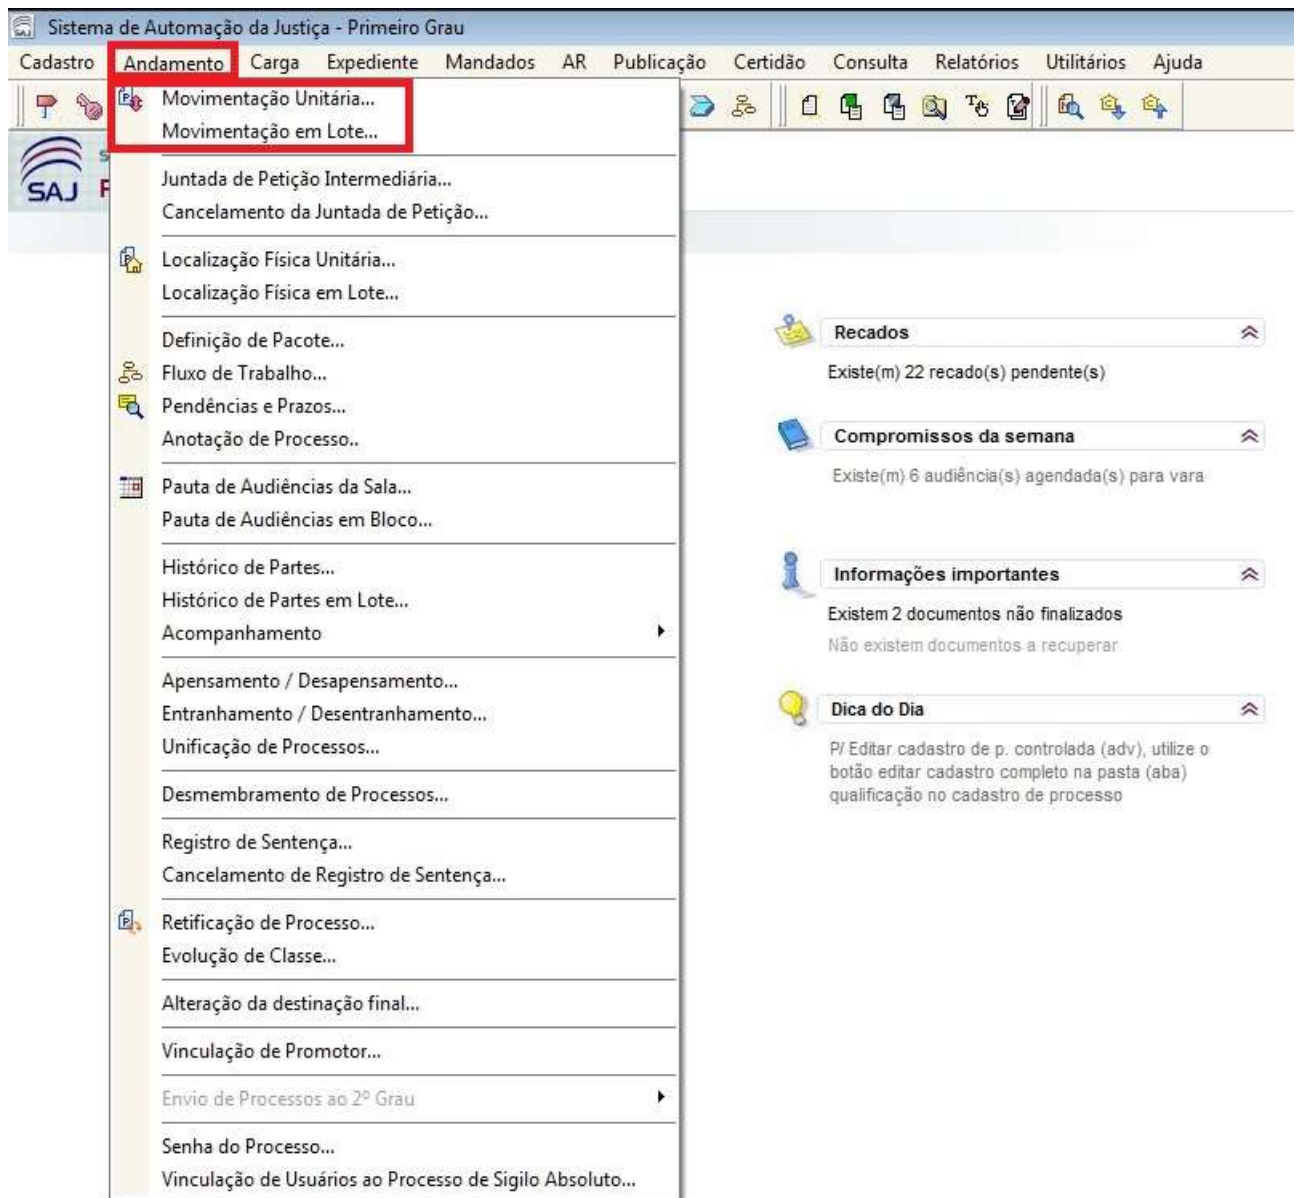 Sistema de Automação da Justiça - Primeiro Grau
Cadastro Andamento Carga Expediente Mandados AR Publicação Certidão Consulta Relatórios Utilitários Ajuda
Movimentação Unitária...
Movimentação em Lote...
SAJ
Juntada de Petição Intermediária...
Cancelamento da Juntada de Petição...
Localização Física Unitária...
Localização Física em Lote...
Definição de Pacote...
Fluxo de Trabalho...
Pendências e Prazos...
Anotação de Processo..
Pauta de Audiências da Sala...
Pauta de Audiências em Bloco...
Histórico de Partes...
Histórico de Partes em Lote...
Acompanhamento
Apensamento / Desapensamento...
Entranhamento / Desentranhamento...
Unificação de Processos...
Desmembramento de Processos...
Registro de Sentença...
Cancelamento de Registro de Sentença...
Retificação de Processo...
Evolução de Classe...
Alteração da destinação final...
Vinculação de Promotor...
Envio de Processos ao 2º Grau
Senha do Processo...
Vinculação de Usuários ao Processo de Sigilo Absoluto...
Recados
Existe(m) 22 recado(s) pendente(s)
Compromissos da semana
Existe(m) 6 audiência(s) agendada(s) para vara
Informações importantes
Existem 2 documentos não finalizados
Não existem documentos a recuperar
Dica do Dia
P/ Editar cadastro de p. controlada (adv), utilize o
botão editar cadastro completo na pasta (aba)
qualificação no cadastro de processo